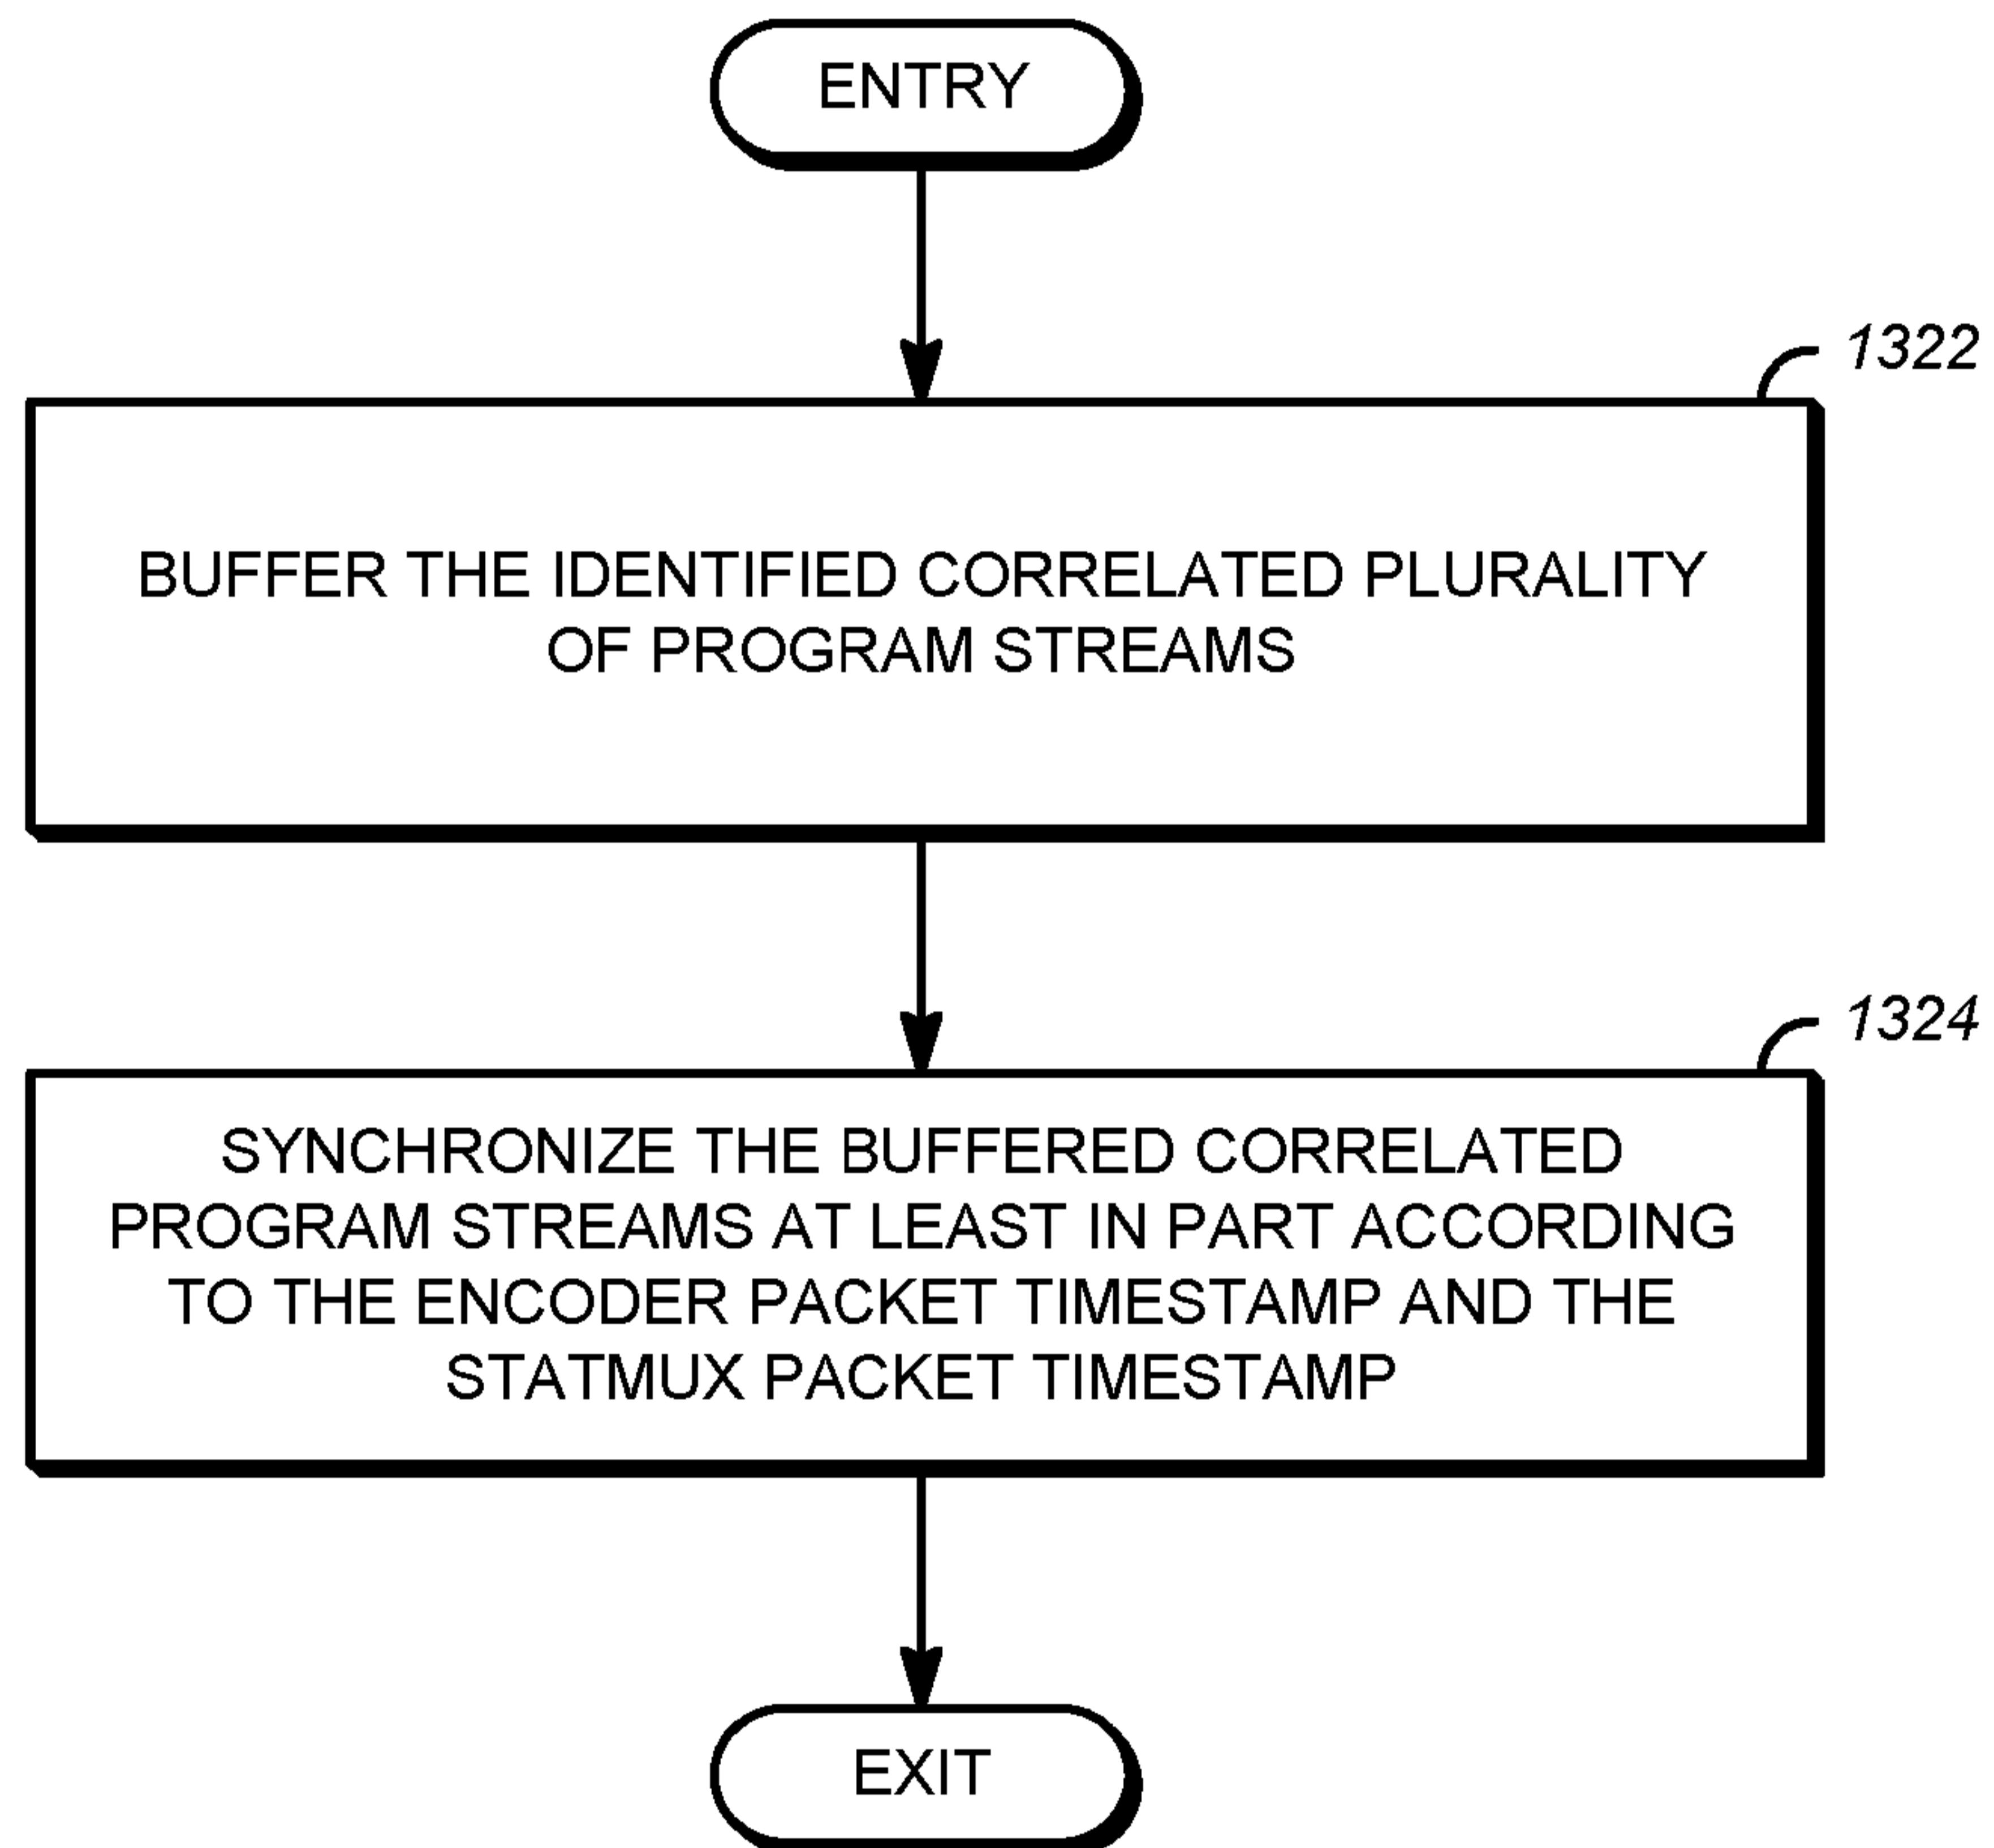 ENTRY
1322
BUFFER THE IDENTIFIED CORRELATED PLURALITY
OF PROGRAM STREAMS
1324
SYNCHRONIZE THE BUFFERED CORRELATED
PROGRAM STREAMS AT LEAST IN PART ACCORDING
TO THE ENCODER PACKET TIMESTAMP AND THE
STATMUX PACKET TIMESTAMP
EXIT